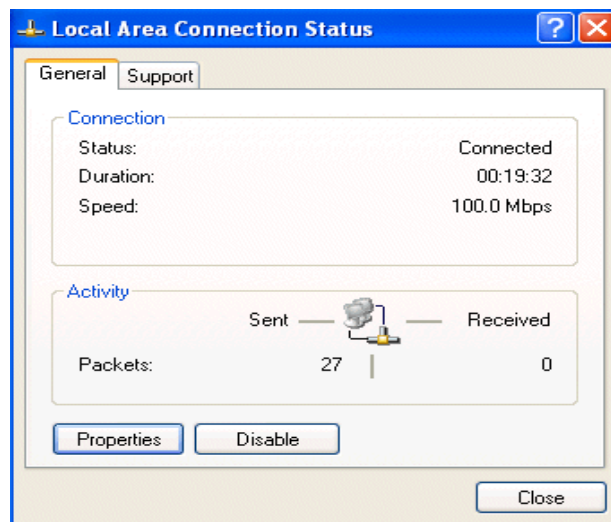 Local Area Connection Status
General Support
Connection
Status: Connected
Duration: 00:19:32
Speed: 100.0 Mbps
Activity
Sent Received
Packets: 27 0
Properties Disable
Close